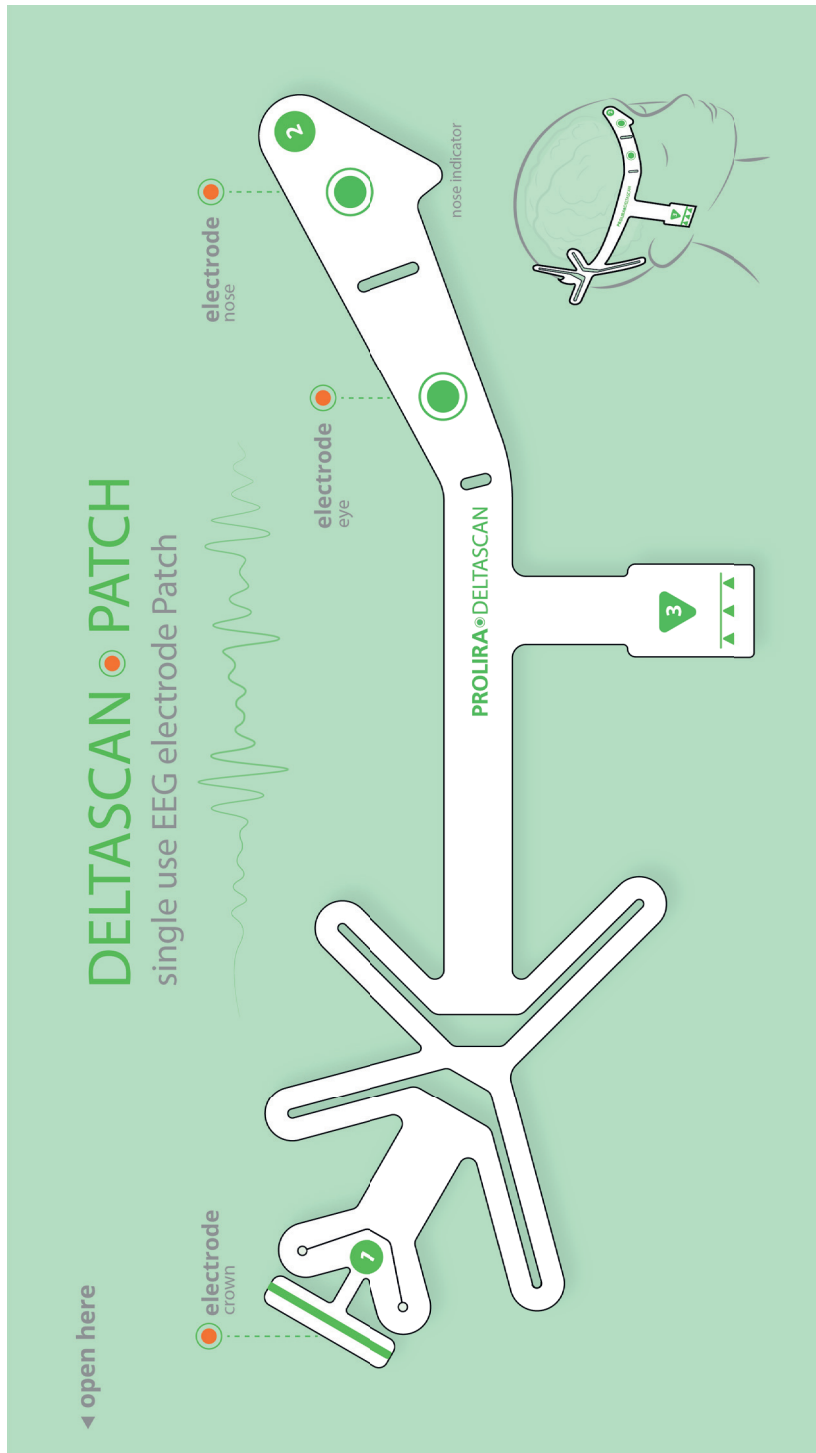 ◄ open here
DELTASCAN PATCH
single use EEG electrode Patch
electrode
crown
electrode
eye
electrode
nose
nose indicator
1
2
3
PROLIRA DELTASCAN